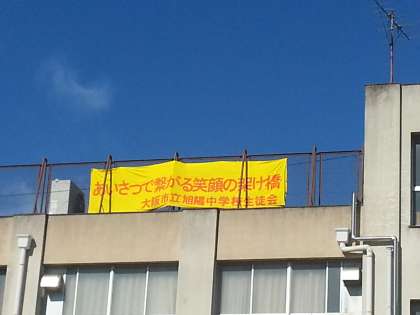 あいさつで繋がる笑顔の架け橋
大阪市立旭陽中学校生徒会